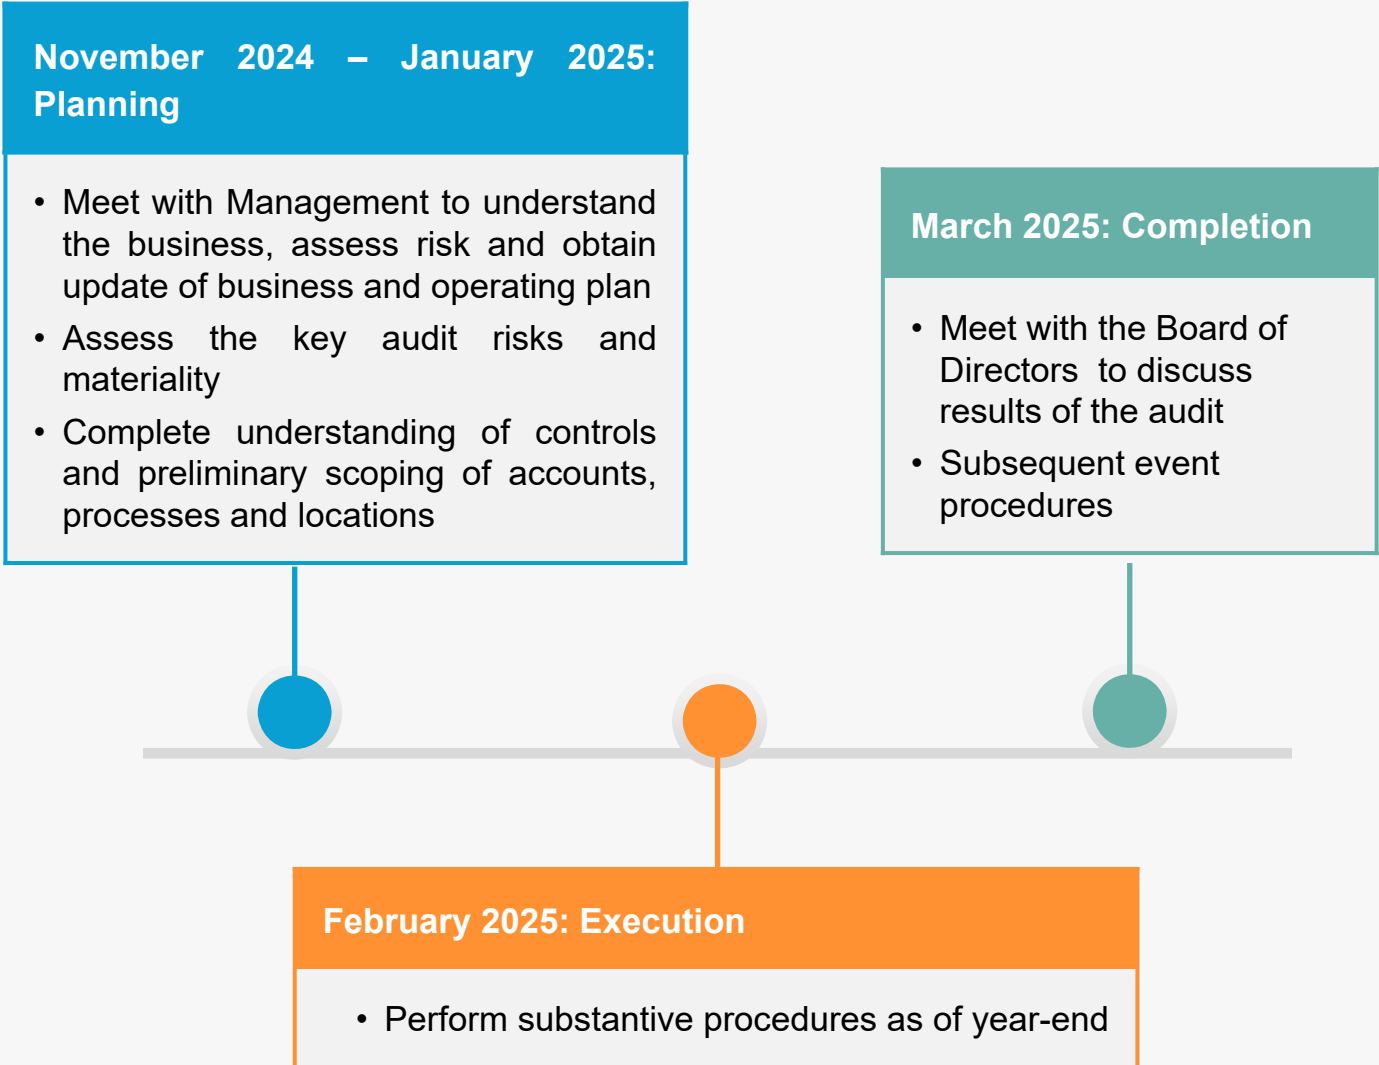 November 2024 – January 2025:
Planning
• Meet with Management to understand
the business, assess risk and obtain
update of business and operating plan
• Assess the key audit risks and
materiality
• Complete understanding of controls
and preliminary scoping of accounts,
processes and locations
March 2025: Completion
• Meet with the Board of
Directors  to discuss
results of the audit
• Subsequent event
procedures
February 2025: Execution
• Perform substantive procedures as of year-end